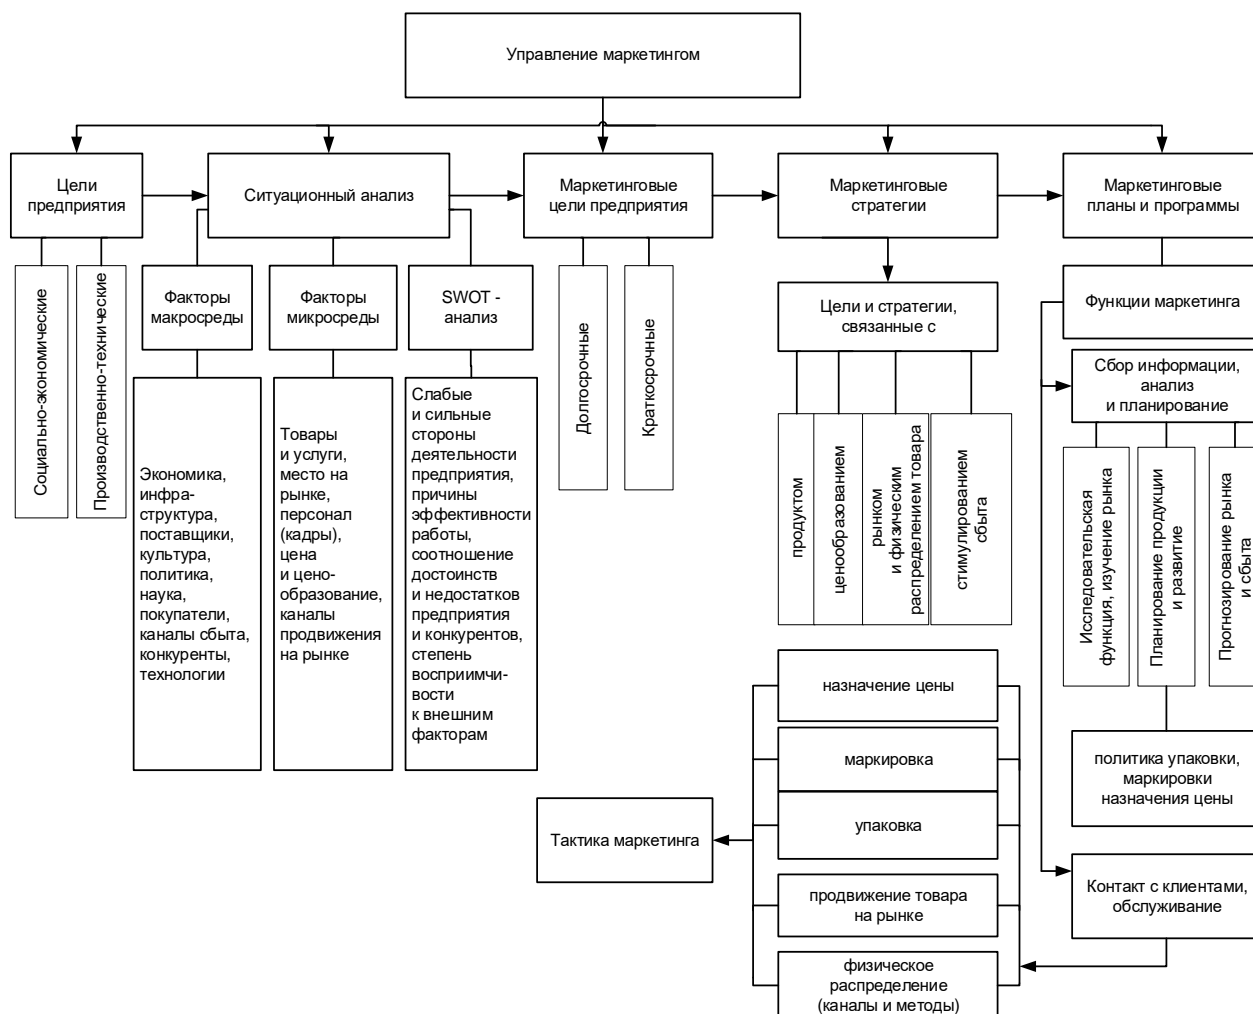 Управление маркетингом
Цели
предприятия
Ситуационный анализ
Маркетинговые
цели предприятия
Маркетинговые
стратегии
Маркетинговые
планы и программы
Социально-экономические
Производственно-технические
Факторы
макросреды
Факторы
микросреды
SWOT -
анализ
Долгосрочные
Краткосрочные
Цели и стратегии,
связанные с
Функции маркетинга
Экономика,
инфра-
структура,
поставщики,
культура,
политика,
наука,
покупатели,
каналы сбыта,
конкуренты,
технологии
Товары
и услуги,
место на
рынке,
персонал
(кадры),
цена
и цено-
образование,
каналы
продвижения
на рынке
Слабые
и сильные
стороны
деятельности
предприятия,
причины
эффективности
работы,
соотношение
достоинств
и недостатков
предприятия
и конкурентов,
степень
восприимчи-
вости
к внешним
факторам
продуктом
ценообразованием
рынком
и физическим
распределением товара
стимулированием
сбыта
Сбор информации,
анализ
и планирование
Исследовательская
функция, изучение рынка
Планирование продукции
и развитие
Прогнозирование рынка
и сбыта
назначение цены
маркировка
упаковка
продвижение товара
на рынке
физическое
распределение
(каналы и методы)
Тактика маркетинга
политика упаковки,
маркировки
назначения цены
Контакт с клиентами,
обслуживание